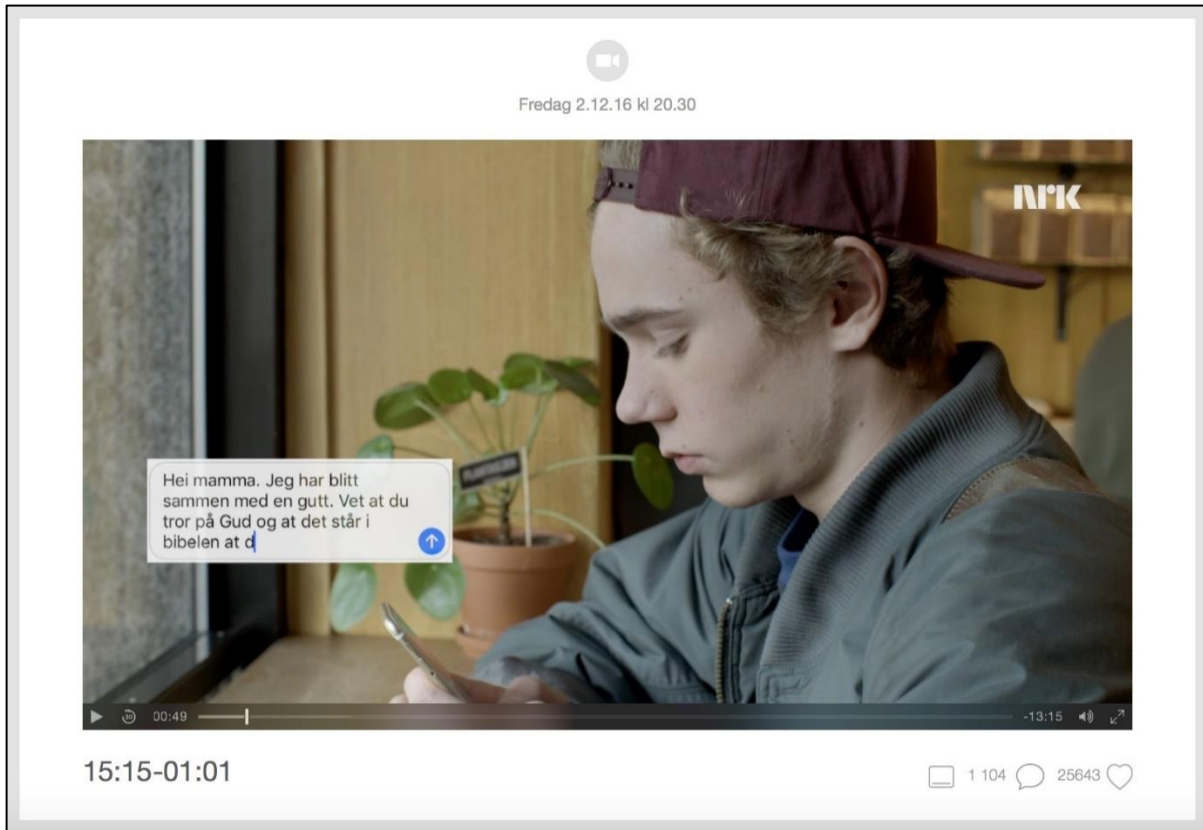 Fredag 2.12.16 kl 20.30
nrk
Hei mamma. Jeg har blitt
sammen med en gutt. Vet at du
tror på Gud og at det står i
bibelen at d
PLANTASJEN
30
00:49
-13:15
15:15-01:01
1 104
25643